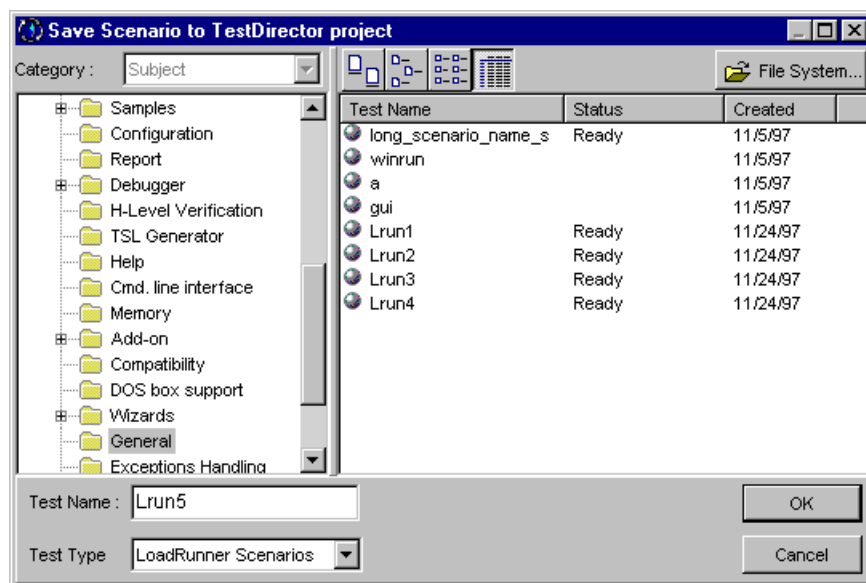 Save Scenario to TestDirector project
Category :
Subject
File System...
Samples
Configuration
Report
Debugger
H-Level Verification
TSL Generator
Help
Cmd. line interface
Memory
Add-on
Compatibility
DOS box support
Wizards
General
Exceptions Handling
Test Name Status Created
long_scenario_name_s Ready 11/5/97
winrun 11/5/97
a 11/5/97
gui 11/5/97
Lrun1 Ready 11/24/97
Lrun2 Ready 11/24/97
Lrun3 Ready 11/24/97
Lrun4 Ready 11/24/97
Test Name : Lrun5
OK
Test Type LoadRunner Scenarios
Cancel